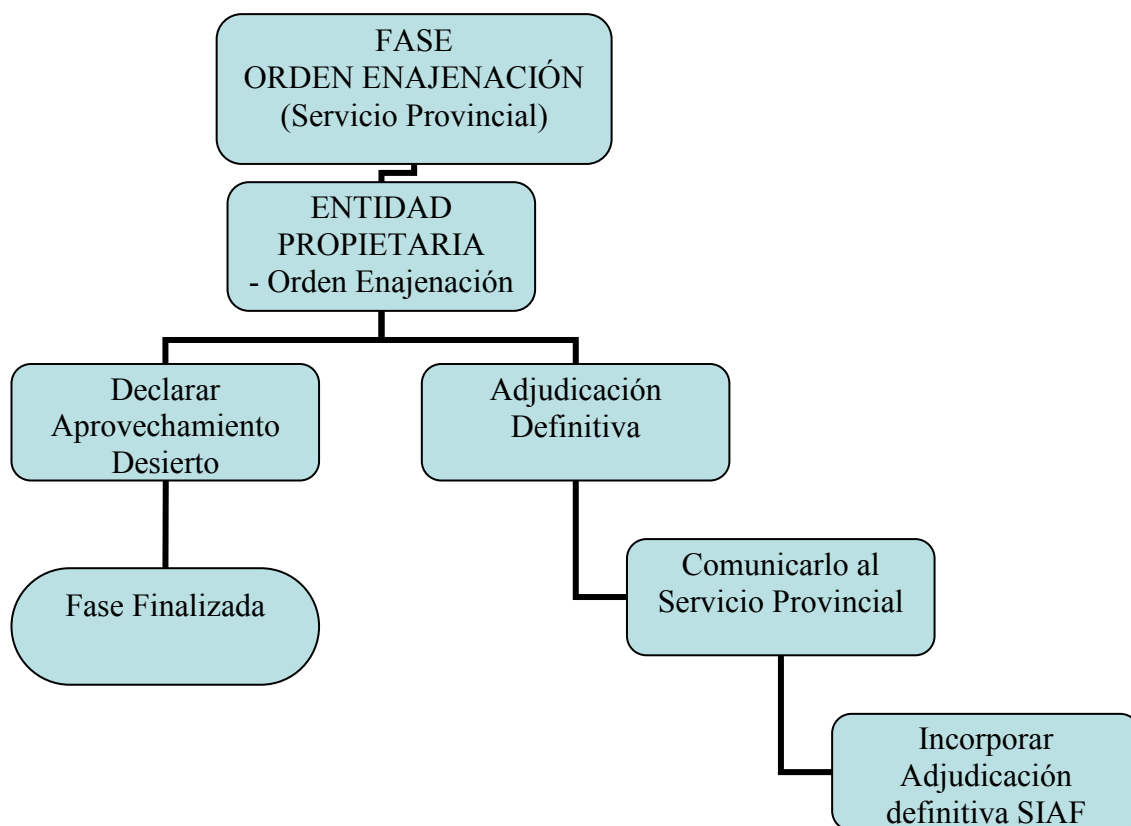 FASE
ORDEN ENAJENACIÓN
(Servicio Provincial)
ENTIDAD
PROPIETARIA
- Orden Enajenación
Declarar
Aprovechamiento
Desierto
Adjudicación
Definitiva
Fase Finalizada
Comunicarlo al
Servicio Provincial
Incorporar
Adjudicación
definitiva SIAF